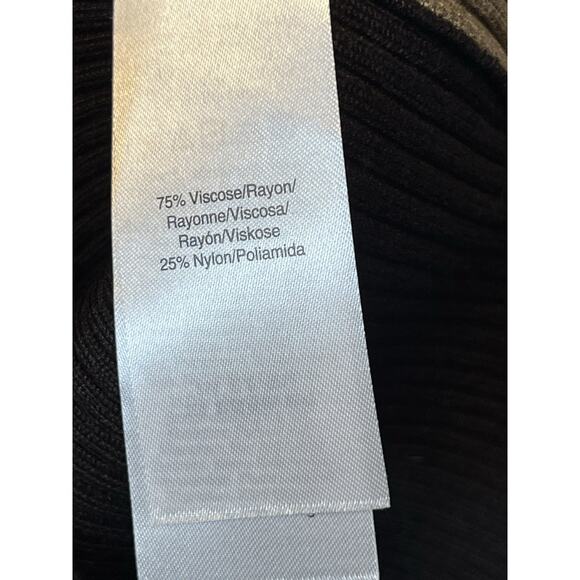 75% Viscose/Rayon/
Rayonne/Viscosa/
Rayón/Viskose
25% Nylon/Poliamida